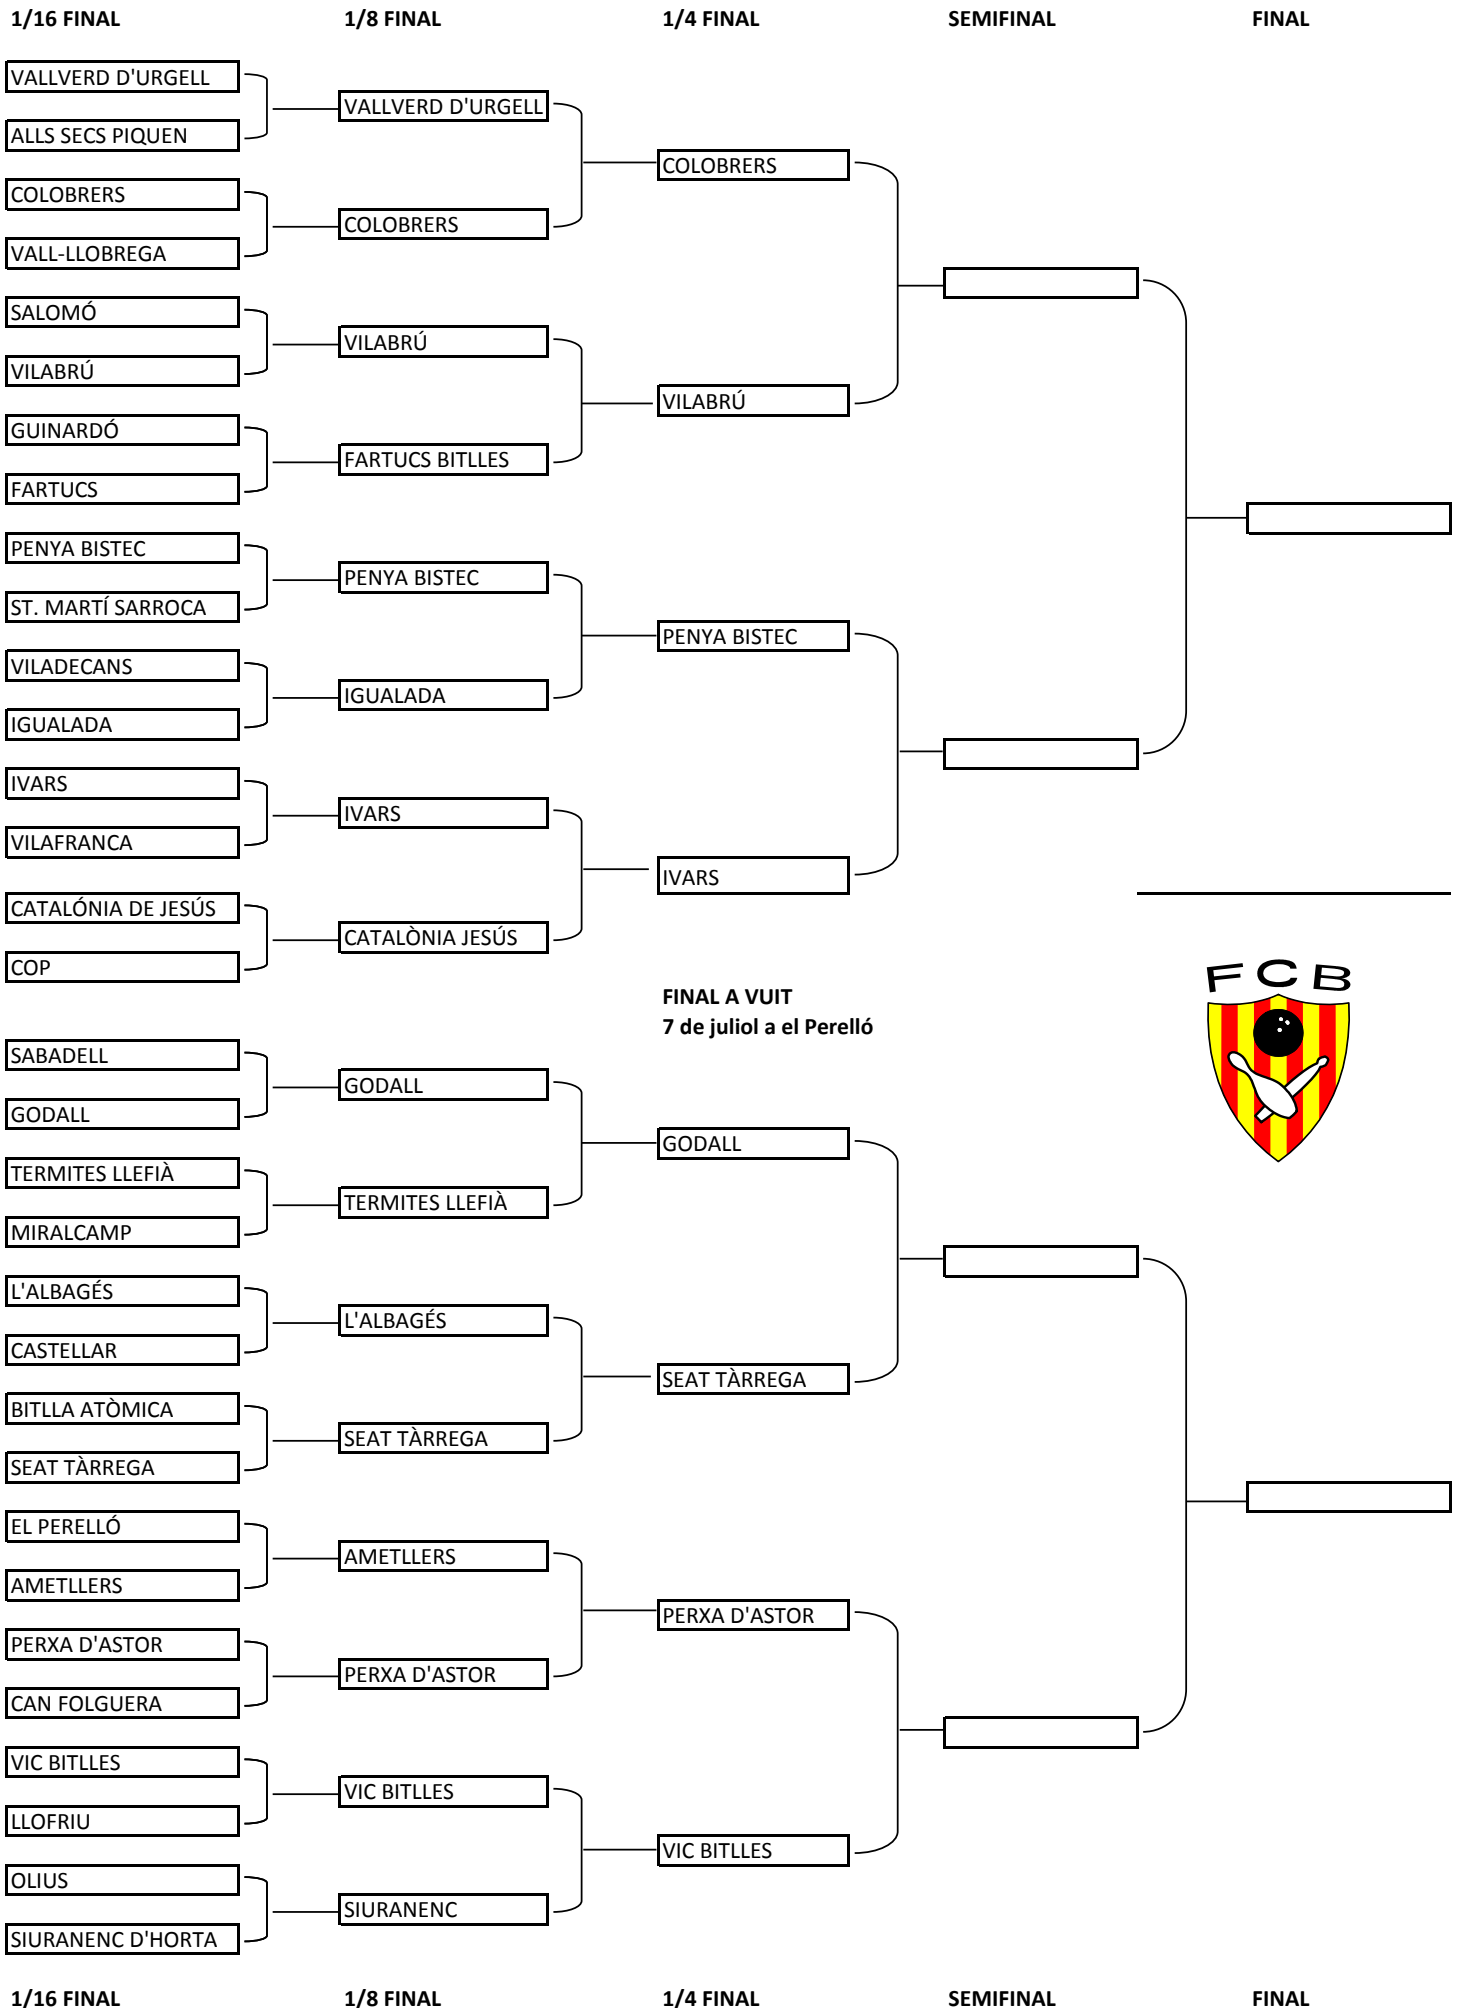 1/16 FINAL 1/8 FINAL 1/4 FINAL SEMIFINAL FINAL
VALLVERD D'URGELL
VALLVERD D'URGELL
ALLS SECS PIQUEN
COLOBRERS
COLOBRERS
COLOBRERS
VALL-LLOBREGA
SALOMÓ
VILABRÚ
VILABRÚ
VILABRÚ
GUINARDÓ
FARTUCS BITLLES
FARTUCS
PENYA BISTEC
PENYA BISTEC
ST. MARTÍ SARROCA
PENYA BISTEC
VILADECANS
IGUALADA
IGUALADA
IVARS
IVARS
VILAFRANCA
IVARS
CATALÓNIA DE JESÚS
CATALÒNIA JESÚS
COP
FCB
FINAL A VUIT
7 de juliol a el Perelló
SABADELL
GODALL
GODALL
GODALL
TERMITES LLEFIÀ
TERMITES LLEFIÀ
MIRALCAMP
L'ALBAGÉS
L'ALBAGÉS
CASTELLAR
SEAT TÀRREGA
BITLLA ATÒMICA
SEAT TÀRREGA
SEAT TÀRREGA
EL PERELLÓ
AMETLLERS
AMETLLERS
PERXA D'ASTOR
PERXA D'ASTOR
PERXA D'ASTOR
CAN FOLGUERA
VIC BITLLES
VIC BITLLES
LLOFRIU
VIC BITLLES
OLIUS
SIURANENC
SIURANENC D'HORTA
1/16 FINAL 1/8 FINAL 1/4 FINAL SEMIFINAL FINAL